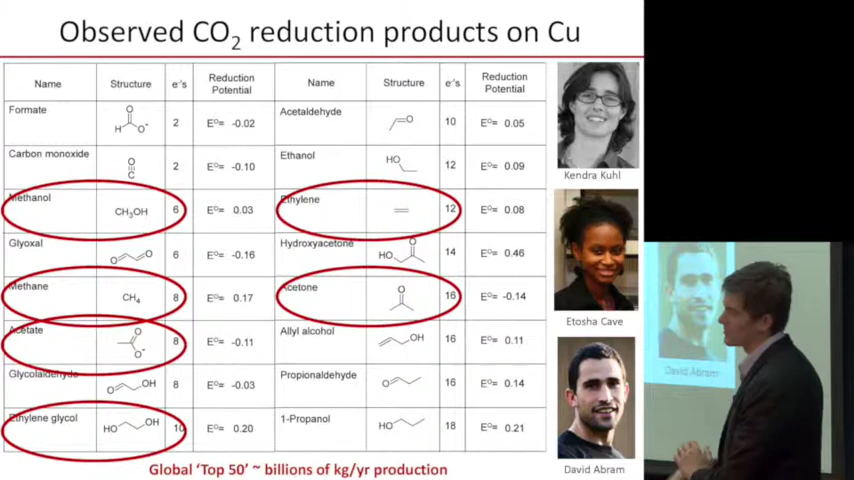 Observed CO2 reduction products on Cu
Name Structure e-'s Reduction Potential Name Structure e-'s Reduction Potential
Formate H O O- 2 E0= -0.02 Acetaldehyde O 10 E0= 0.05
Carbon monoxide O C 2 E0= -0.10 Ethanol HO 12 E0= 0.09
Methanol CH3OH 6 E0= 0.03 Ethylene 12 E0= 0.08
Glyoxal O O 6 E0= -0.16 Hydroxyacetone HO O 14 E0= 0.46
Methane CH4 8 E0= 0.17 Acetone O 16 E0= -0.14
Acetate O O- 8 E0= -0.11 Allyl alcohol OH 16 E0= 0.11
Glycolaldehyde O OH 8 E0= -0.03 Propionaldehyde O 16 E0= 0.14
Ethylene glycol HO OH 10 E0= 0.20 1-Propanol HO 18 E0= 0.21
Global 'Top 50' ~ billions of kg/yr production
Kendra Kuhl
Etosha Cave
David Abram
David Abram